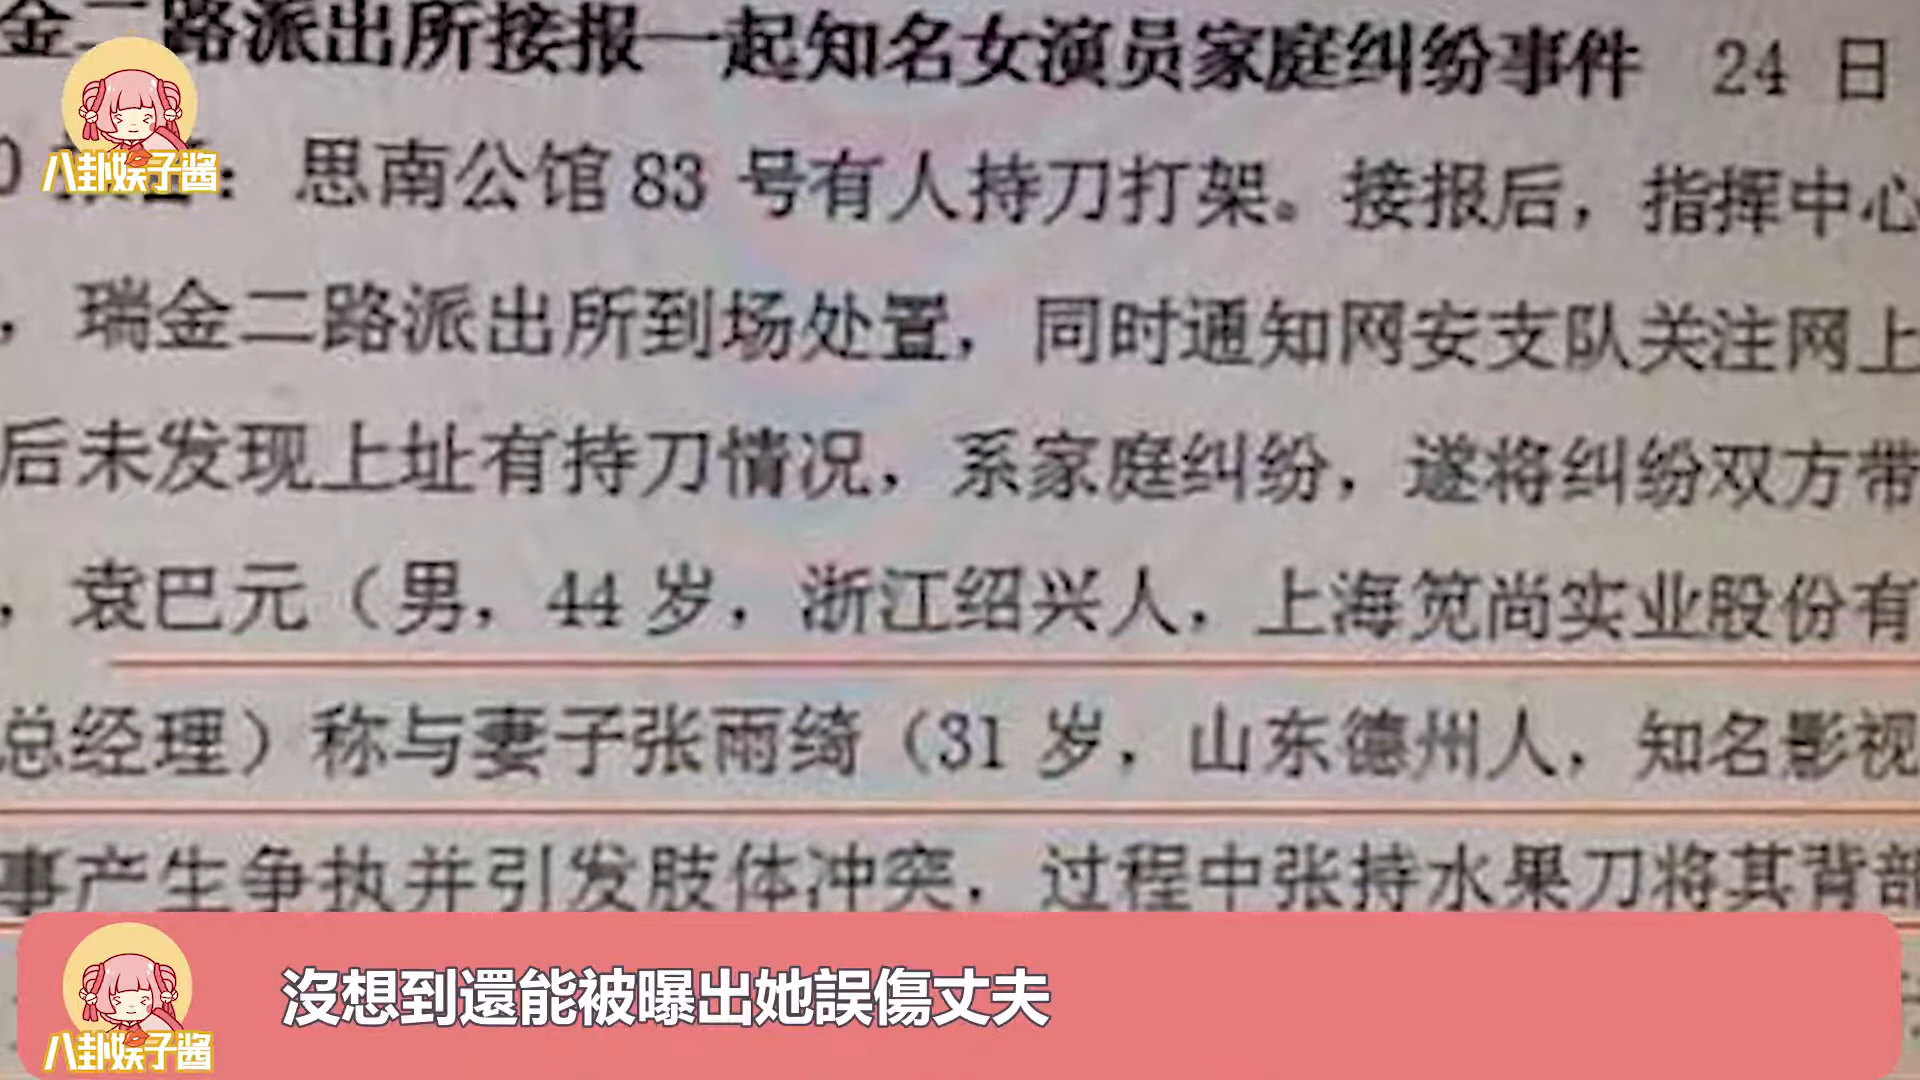 金二路派出所接报一起知名女演员家庭纠纷事件 24 日
八卦娱子酱
0 : 思南公馆 83 号有人持刀打架。接报后，指挥中心
，瑞金二路派出所到场处置，同时通知网安支队关注网上
后未发现上址有持刀情况，系家庭纠纷，遂将纠纷双方带
，袁巴元（男，44 岁，浙江绍兴人，上海笕尚实业股份有
总经理）称与妻子张雨绮（31 岁，山东德州人，知名影视
事产生争执并引发肢体冲突，过程中张持水果刀将其背部
沒想到還能被曝出她誤傷丈夫
八卦娱子酱